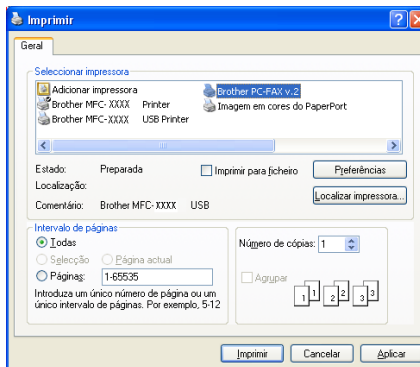 Imprimir
Geral
Seleccionar impressora
Adicionar impressora
Brother PC-FAX v.2
Brother MFC-XXXX Printer
Imagem em cores do PaperPort
Brother MFC-XXXX USB Printer
Estado: Preparada
Imprimir para ficheiro
Preferências
Localização:
Localizar impressora...
Comentário: Brother MFC-XXXX USB
Intervalo de páginas
Todas
Número de cópias: 1
Selecção
Página actual
Páginas: 1-65535
Agrupar
Introduza um único número de página ou um
único intervalo de páginas. Por exemplo, 5-12
1 1 2 2 3 3
Imprimir
Cancelar
Aplicar